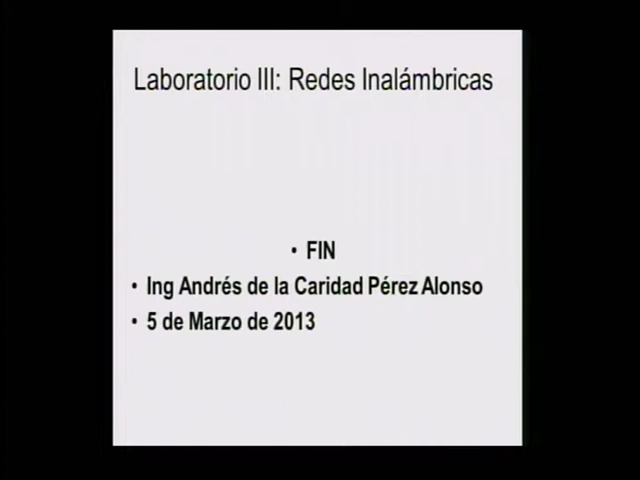 Laboratorio III: Redes Inalámbricas
• FIN
• Ing Andrés de la Caridad Pérez Alonso
• 5 de Marzo de 2013